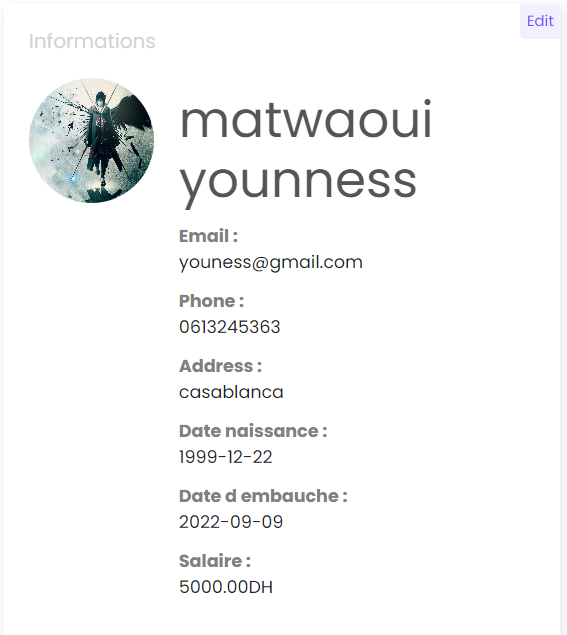 Edit
Informations
matwaoui
younness
Email :
youness@gmail.com
Phone :
0613245363
Address :
casablanca
Date naissance :
1999-12-22
Date d embauche :
2022-09-09
Salaire :
5000.00DH